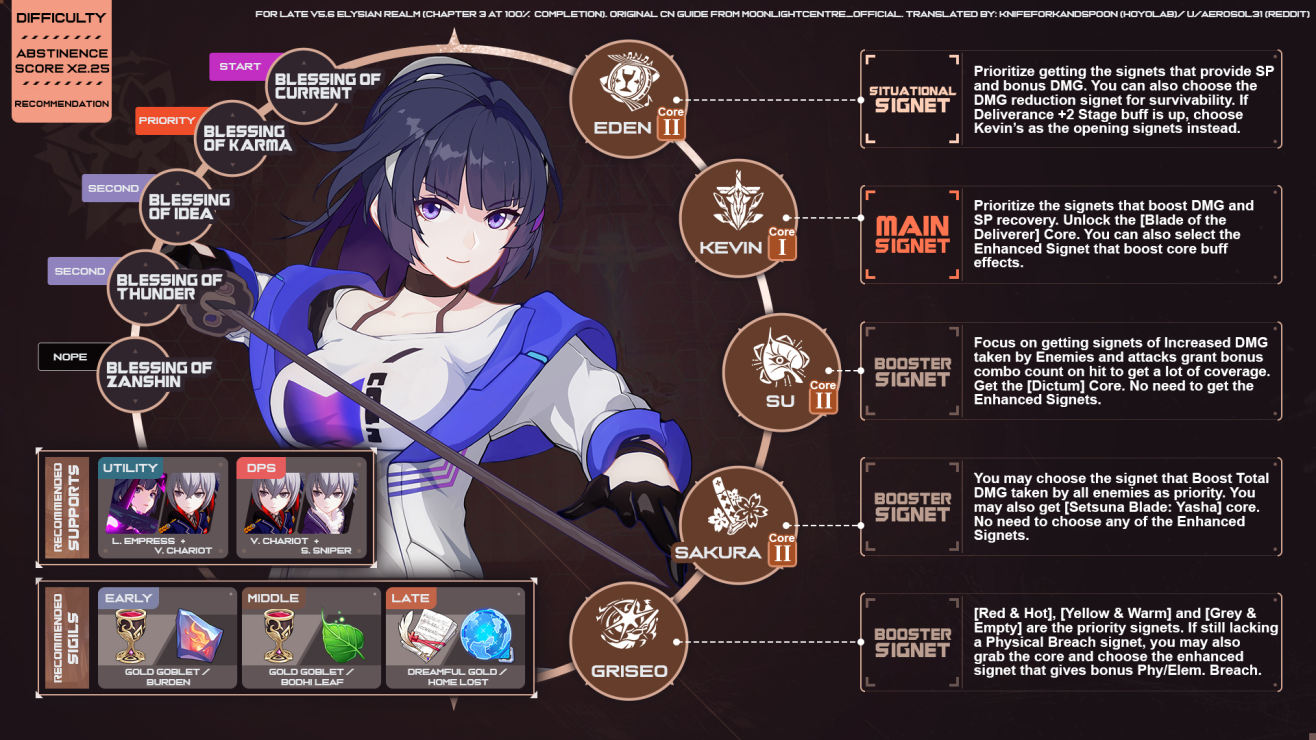 DIFFICULTY
ABSTINENCE
SCORE X2.25
RECOMMENDATION
FOR LATE V5.6 ELYSIAN REALM (CHAPTER 3 AT 100% COMPLETION). ORIGINAL CN GUIDE FROM MOONLIGHTCENTRE_OFFICIAL. TRANSLATED BY: KNIFEFORKANDSPOON (HOYOLAB)/ U/AEROSOL31 (REDDIT)
START
BLESSING OF
CURRENT
PRIORITY
BLESSING
OF KARMA
SECOND
BLESSING
OF IDEA
SECOND
BLESSING OF
THUNDER
NOPE
BLESSING OF
ZANSHIN
EDEN
Core
II
SITUATIONAL
SIGNET
Prioritize getting the signets that provide SP
and bonus DMG. You can also choose the
DMG reduction signet for survivability. If
Deliverance +2 Stage buff is up, choose
Kevin's as the opening signets instead.
KEVIN
Core
I
MAIN
SIGNET
Prioritize the signets that boost DMG and
SP recovery. Unlock the [Blade of the
Deliverer] Core. You can also select the
Enhanced Signet that boost core buff
effects.
SU
Core
II
BOOSTER
SIGNET
Focus on getting signets of Increased DMG
taken by Enemies and attacks grant bonus
combo count on hit to get a lot of coverage.
Get the [Dictum] Core. No need to get the
Enhanced Signets.
SAKURA
Core
II
BOOSTER
SIGNET
You may choose the signet that Boost Total
DMG taken by all enemies as priority. You
may also get [Setsuna Blade: Yasha] core.
No need to choose any of the Enhanced
Signets.
GRISEO
BOOSTER
SIGNET
[Red & Hot], [Yellow & Warm] and [Grey &
Empty] are the priority signets. If still lacking
a Physical Breach signet, you may also
grab the core and choose the enhanced
signet that gives bonus Phy/Elem. Breach.
RECOMMENDED
SUPPORTS
UTILITY
L. EMPRESS +
V. CHARIOT
DPS
V. CHARIOT +
S. SNIPER
RECOMMENDED
SIGILS
EARLY
GOLD GOBLET /
BURDEN
MIDDLE
GOLD GOBLET /
BODHI LEAF
LATE
DREAMFUL GOLD /
HOME LOST